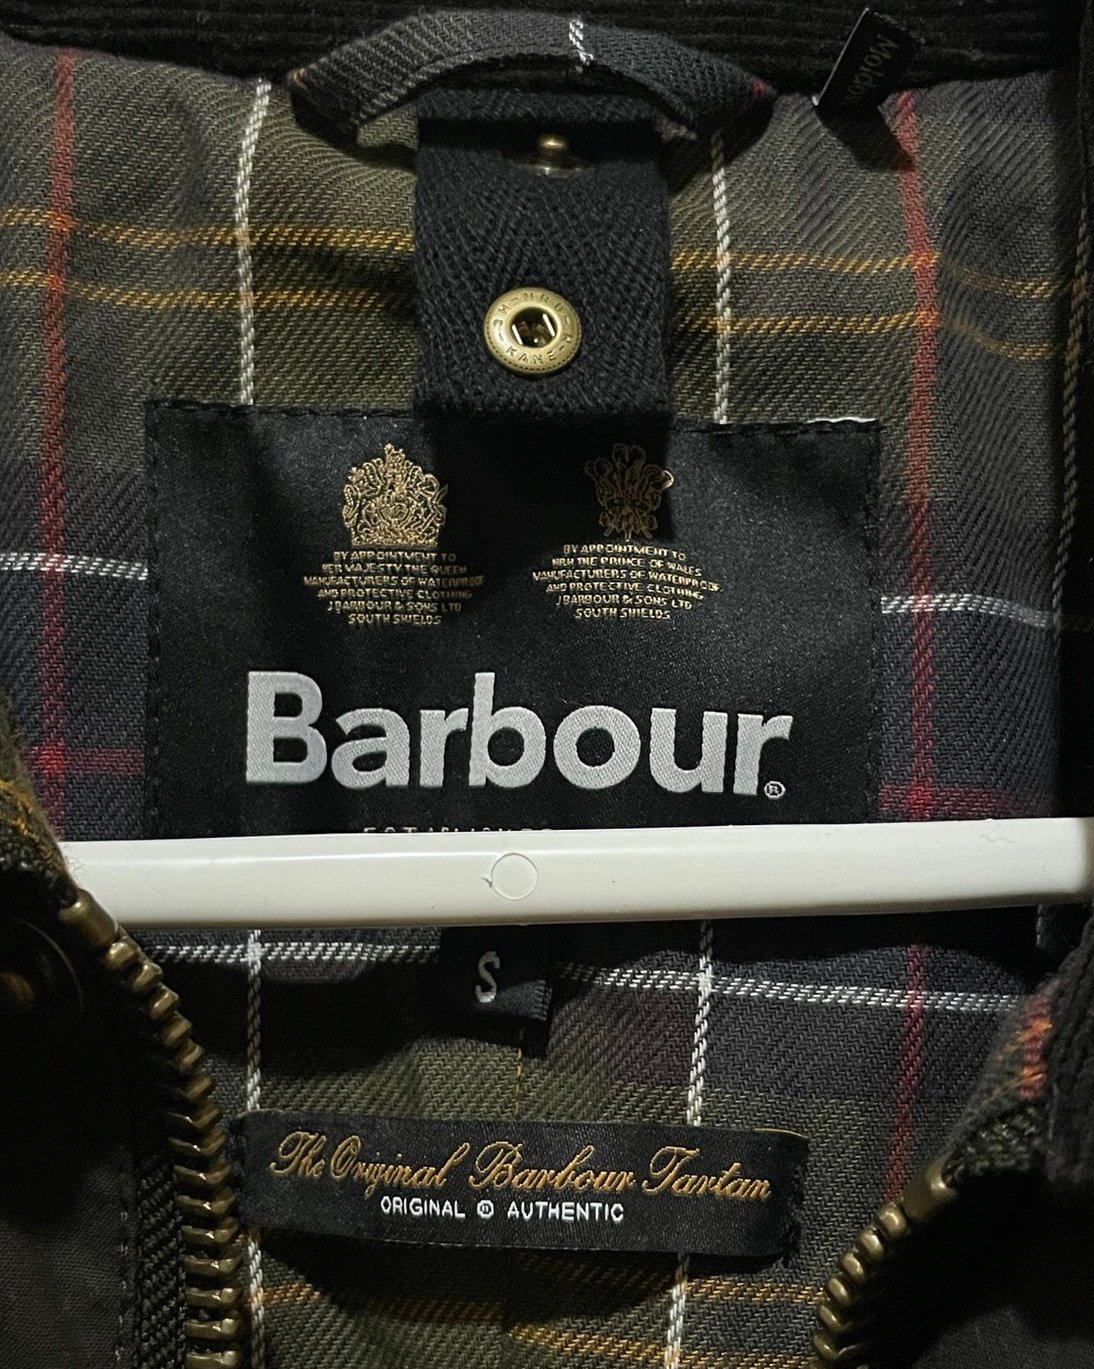 BY APPOINTMENT TO
HER MAJESTY THE QUEEN
MANUFACTURERS OF WATERPROOF
AND PROTECTIVE CLOTHING
J BARBOUR & SONS LTD
SOUTH SHIELDS
BY APPOINTMENT TO
HRH THE PRINCE OF WALES
MANUFACTURERS OF WATERPROOF
AND PROTECTIVE CLOTHING
J BARBOUR & SONS LTD
SOUTH SHIELDS
Barbour®
S
The Original Barbour Tartan
ORIGINAL ® AUTHENTIC